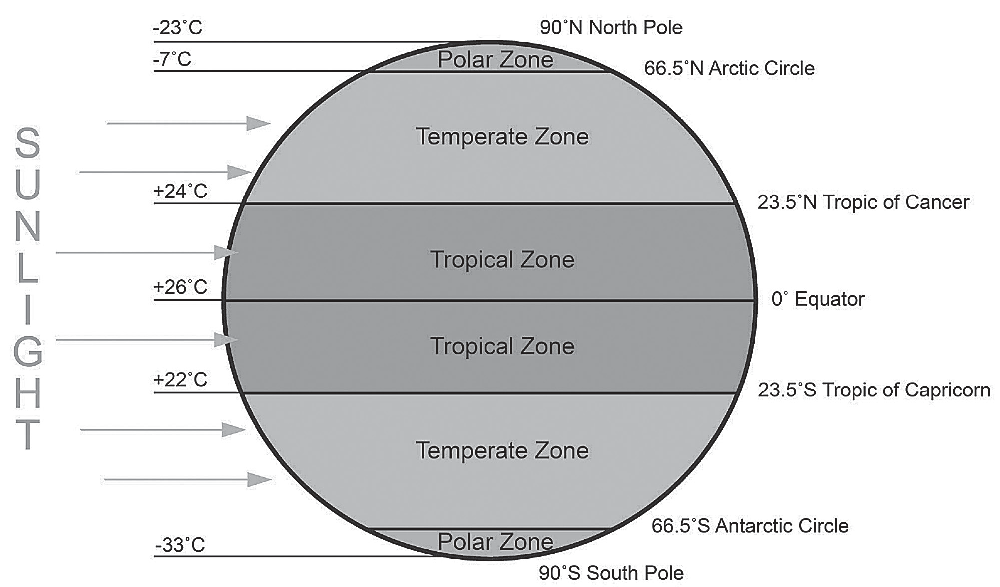 -23˚C
90˚N North Pole
-7˚C
Polar Zone
66.5˚N Arctic Circle
SUNLIGHT
Temperate Zone
+24˚C
23.5˚N Tropic of Cancer
Tropical Zone
+26˚C
0˚ Equator
Tropical Zone
+22˚C
23.5˚S Tropic of Capricorn
Temperate Zone
66.5˚S Antarctic Circle
Polar Zone
-33˚C
90˚S South Pole